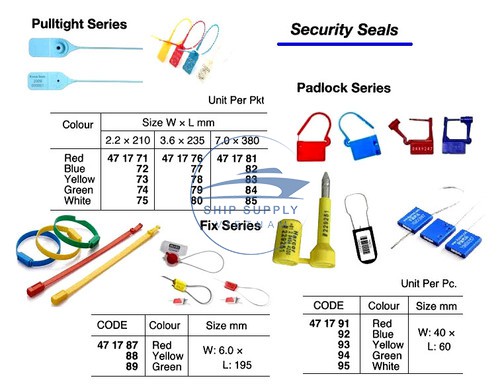 Pulltight Series
Security Seals
Padlock Series
Unit Per Pkt
Colour Size W × L mm
2.2 × 210 3.6 × 235 7.0 × 380
Red 47 17 71 47 17 76 47 17 81
Blue 72 77 82
Yellow 73 78 83
Green 74 79 84
White 75 80 85
SHIP SUPPLY
Fix Series
Unit Per Pc.
CODE Colour Size mm
47 17 87 Red W: 6.0 ×
88 Yellow L: 195
89 Green
CODE Colour Size mm
47 17 91 Red W: 40 ×
92 Blue L: 60
93 Yellow
94 Green
95 White